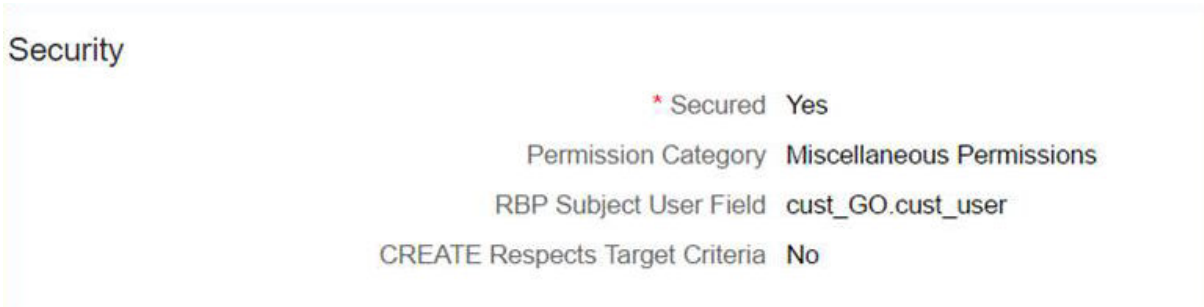 Security
* Secured Yes
Permission Category Miscellaneous Permissions
RBP Subject User Field cust_GO.cust_user
CREATE Respects Target Criteria No